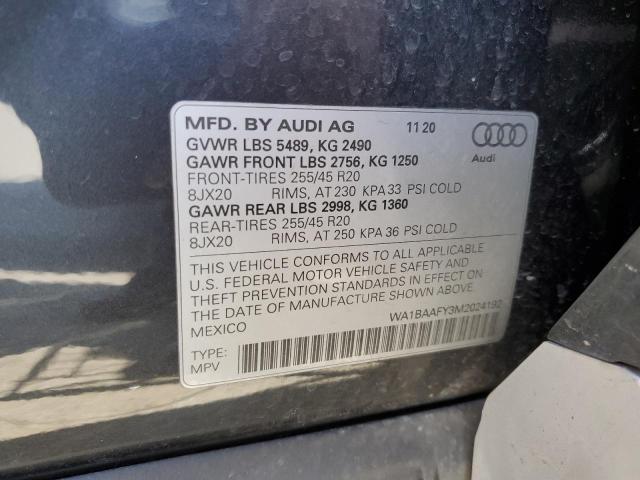 MFD. BY AUDI AG 11 20
GVWR LBS 5489, KG 2490
GAWR FRONT LBS 2756, KG 1250
FRONT-TIRES 255/45 R20
8JX20 RIMS, AT 230 KPA 33 PSI COLD
GAWR REAR LBS 2998, KG 1360
REAR-TIRES 255/45 R20
8JX20 RIMS, AT 250 KPA 36 PSI COLD
Audi
THIS VEHICLE CONFORMS TO ALL APPLICABLE
U.S. FEDERAL MOTOR VEHICLE SAFETY AND
THEFT PREVENTION STANDARDS IN EFFECT ON
THE DATE OF MANUFACTURE SHOWN ABOVE.
MEXICO
WA1BAAFY3M2024192
TYPE:
MPV